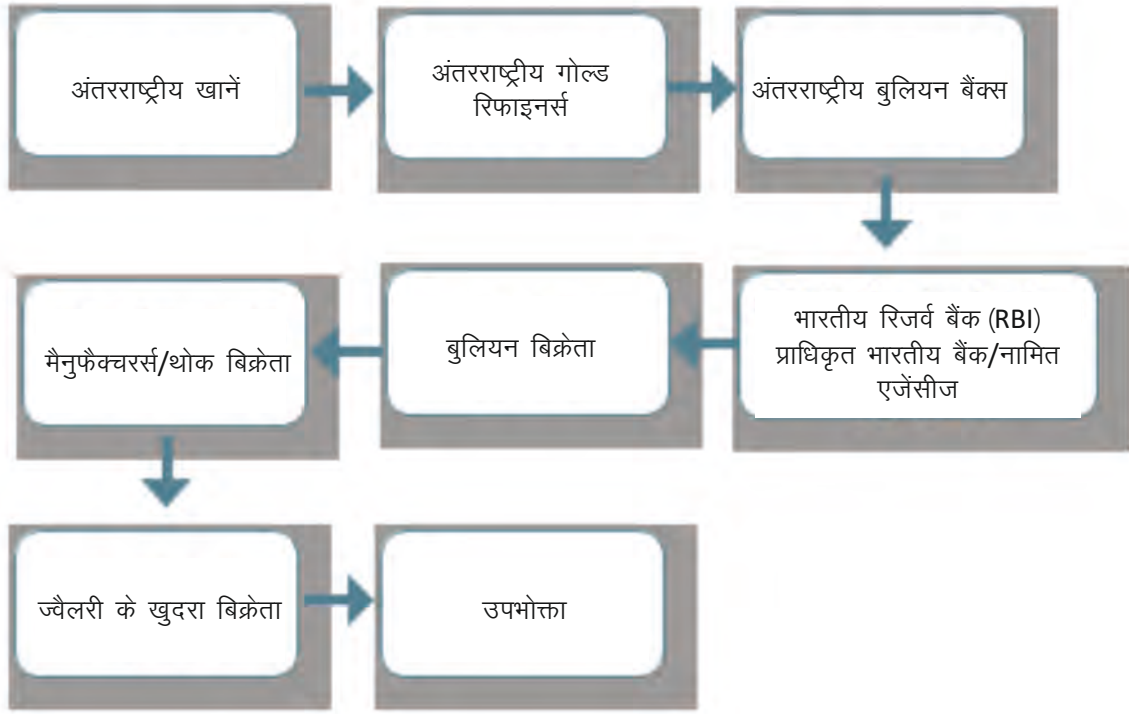 अंतरराष्ट्रीय खानें
अंतरराष्ट्रीय गोल्ड
रिफाइनर्स
अंतरराष्ट्रीय बुलियन बैंक्स
भारतीय रिजर्व बैंक (RBI)
प्राधिकृत भारतीय बैंक/नामित
एजेंसीज
बुलियन बिक्रेता
मैनुफैक्चरर्स/थोक बिक्रेता
ज्वैलरी के खुदरा बिक्रेता
उपभोक्ता